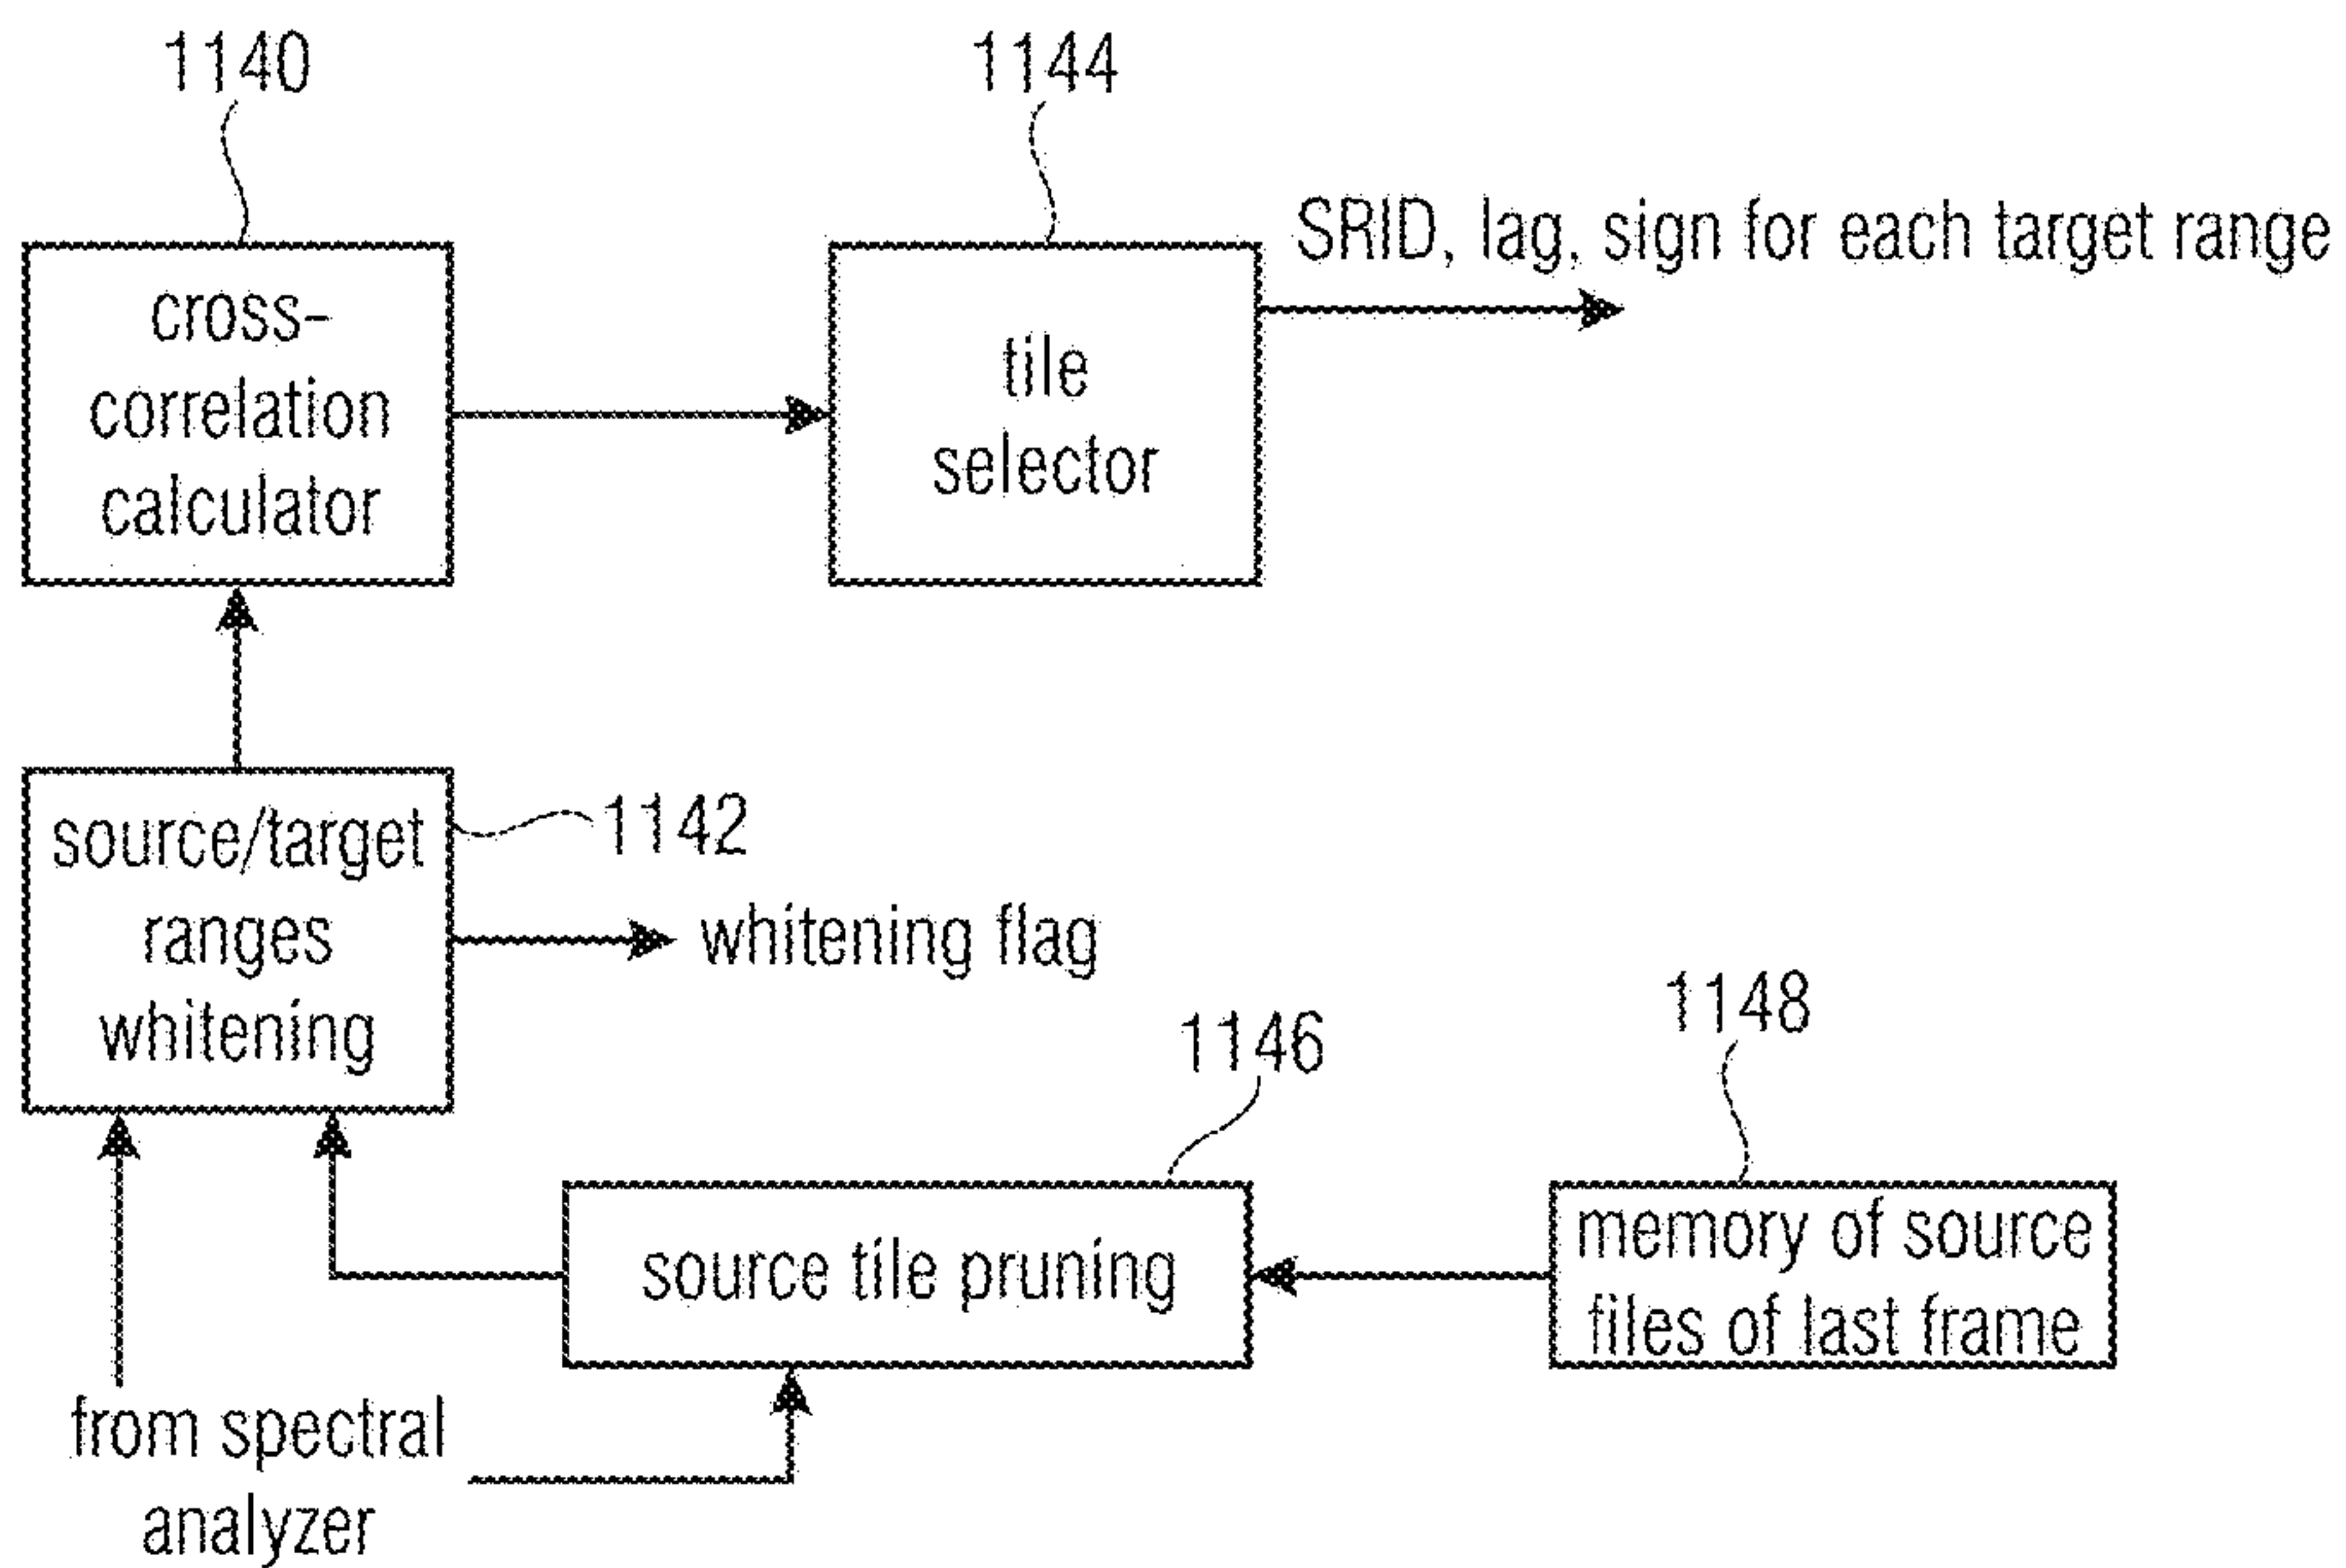 1140
1144
SRID, lag, sign for each target range
cross-
correlation
calculator
tile
selector
source/target
ranges
whitening
1142
whitening flag
1146
1148
source tile pruning
memory of source
files of last frame
from spectral
analyzer